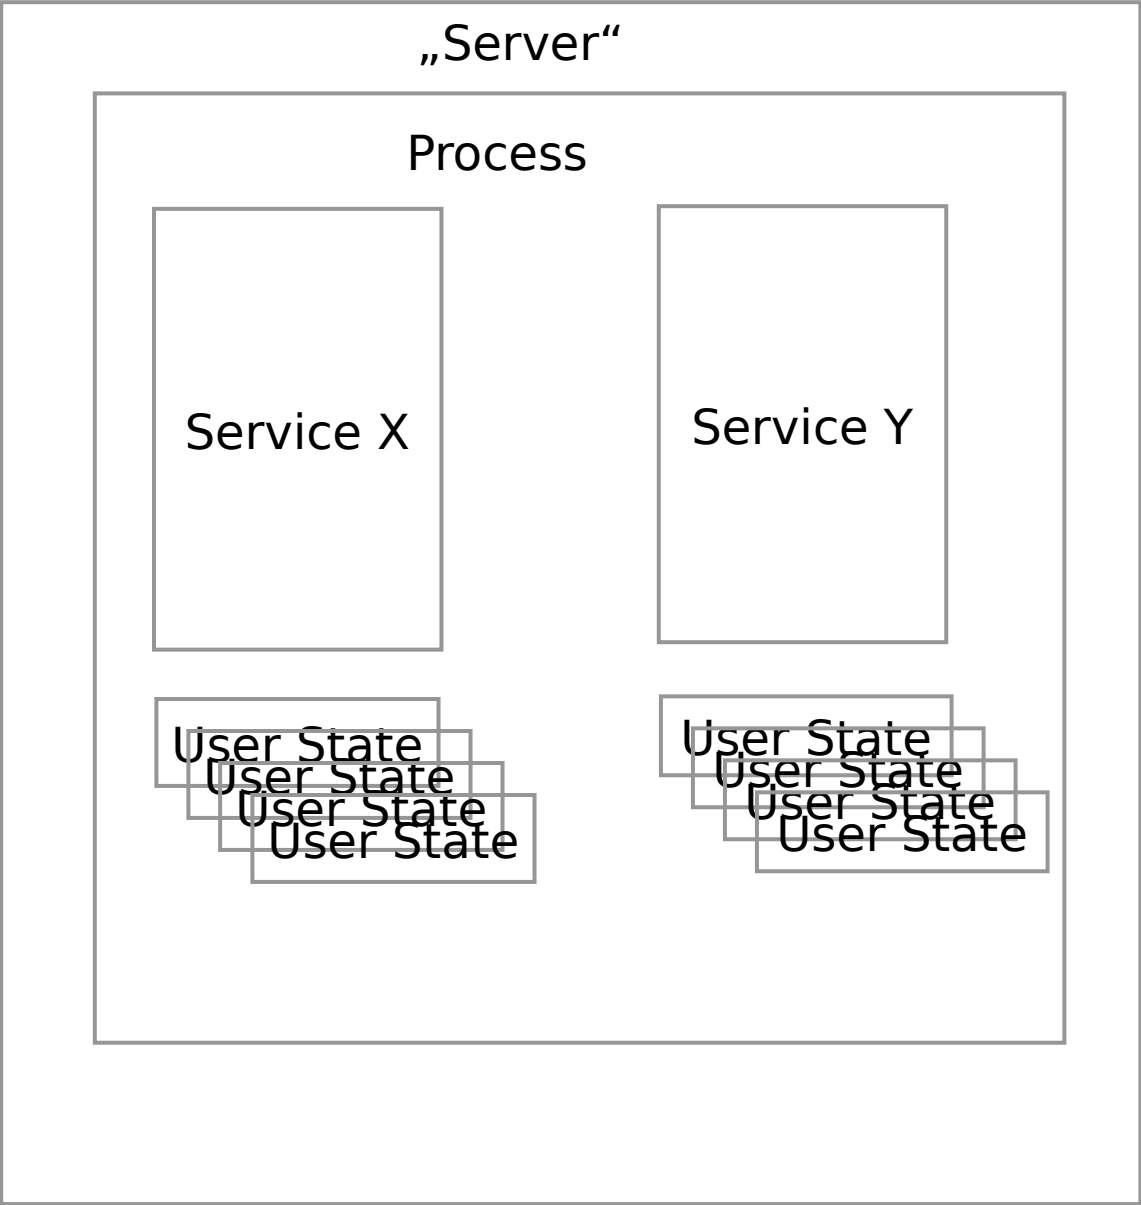 „Server“
Process
Service X
Service Y
User State
User State
User State
User State
User State
User State
User State
User State